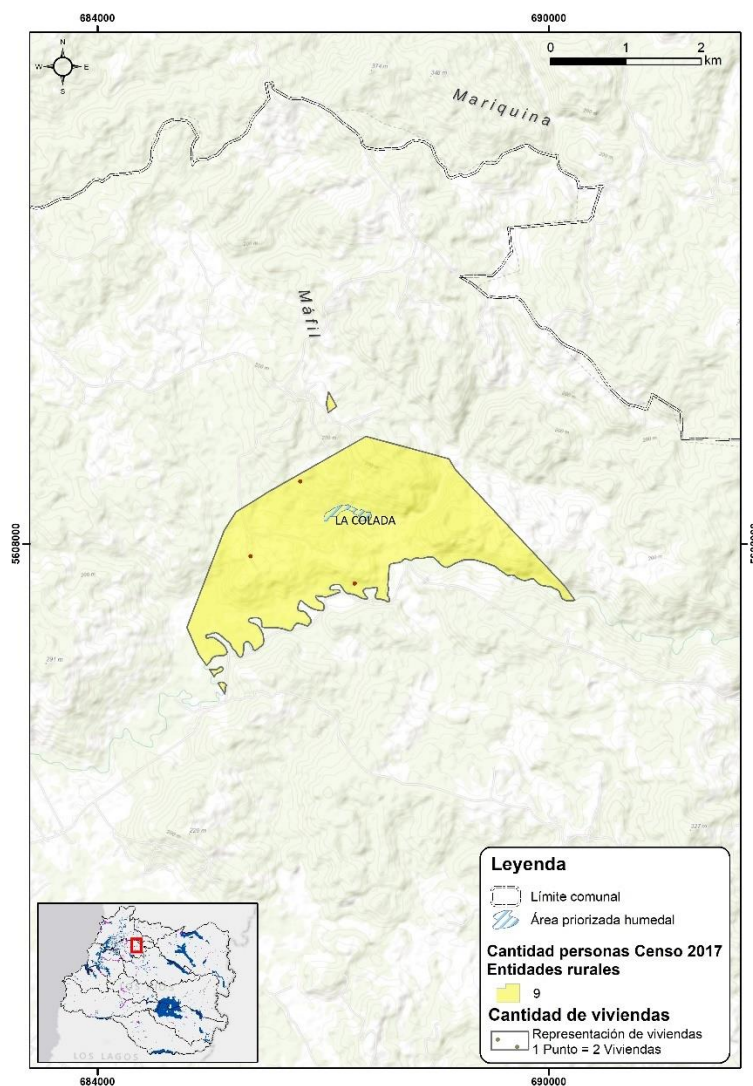 684000
690000
N
W E
S
0 1 2
km
Mariquina
Máfil
LA COLADA
5608000
5608000
Leyenda
Límite comunal
Área priorizada humedal
Cantidad personas Censo 2017
Entidades rurales
9
Cantidad de viviendas
Representación de viviendas
1 Punto = 2 Viviendas
LOS LAGOS
684000
690000